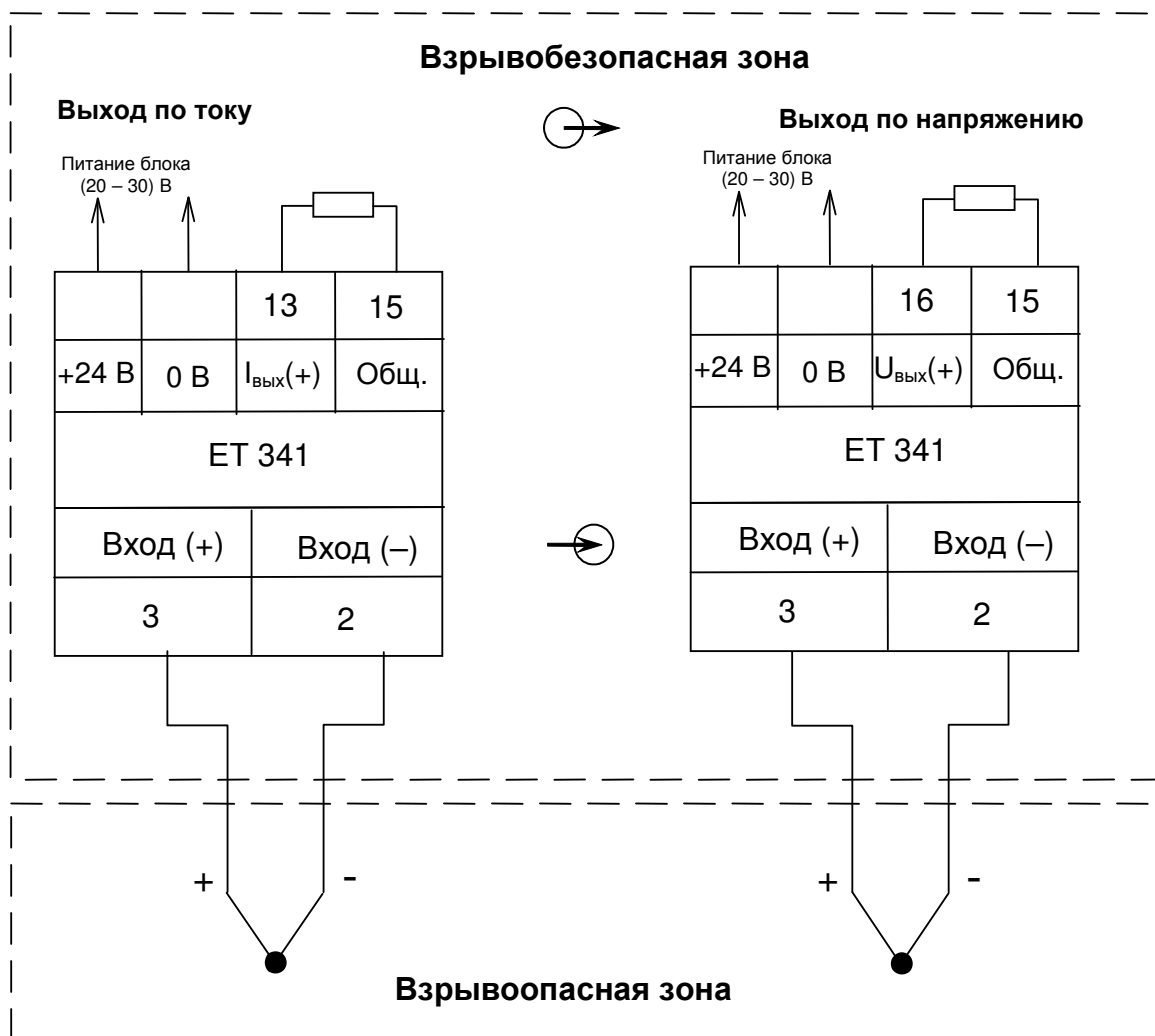 Взрывобезопасная зона
Выход по току
Питание блока
(20 – 30) В
13
15
+24 В
0 В
Iвых(+)
Общ.
ЕТ 341
Вход (+)
Вход (–)
3
2
+
-
Выход по напряжению
Питание блока
(20 – 30) В
16
15
+24 В
0 В
Uвых(+)
Общ.
ЕТ 341
Вход (+)
Вход (–)
3
2
+
-
Взрывоопасная зона